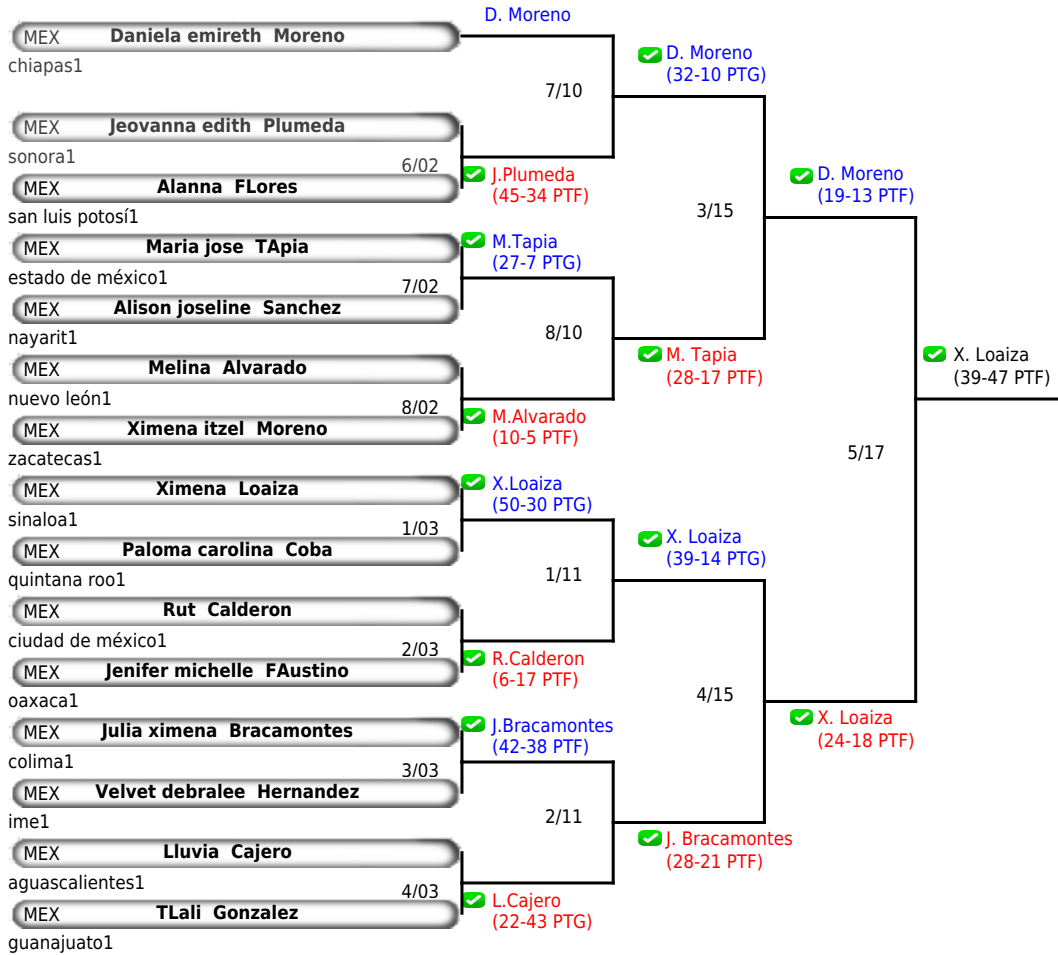 D. Moreno
MEX Daniela emireth Moreno
chiapas1
D. Moreno
(32-10 PTG)
7/10
MEX Jeovanna edith Plumeda
sonora1
6/02
J.Plumeda
(45-34 PTF)
D. Moreno
(19-13 PTF)
MEX Alanna FLores
san luis potosí1
3/15
MEX Maria jose TApia
M.Tapia
(27-7 PTG)
estado de méxico1
7/02
MEX Alison joseline Sanchez
nayarit1
8/10
M. Tapia
(28-17 PTF)
X. Loaiza
(39-47 PTF)
MEX Melina Alvarado
nuevo león1
8/02
M.Alvarado
(10-5 PTF)
MEX Ximena itzel Moreno
zacatecas1
5/17
MEX Ximena Loaiza
X.Loaiza
(50-30 PTG)
sinaloa1
1/03
MEX Paloma carolina Coba
quintana roo1
X. Loaiza
(39-14 PTG)
1/11
MEX Rut Calderon
ciudad de méxico1
2/03
R.Calderon
(6-17 PTF)
MEX Jenifer michelle FAustino
oaxaca1
4/15
X. Loaiza
(24-18 PTF)
MEX Julia ximena Bracamontes
J.Bracamontes
(42-38 PTF)
colima1
3/03
MEX Velvet debralee Hernandez
ime1
2/11
J. Bracamontes
(28-21 PTF)
MEX Lluvia Cajero
aguascalientes1
4/03
L.Cajero
(22-43 PTG)
MEX TLali Gonzalez
guanajuato1